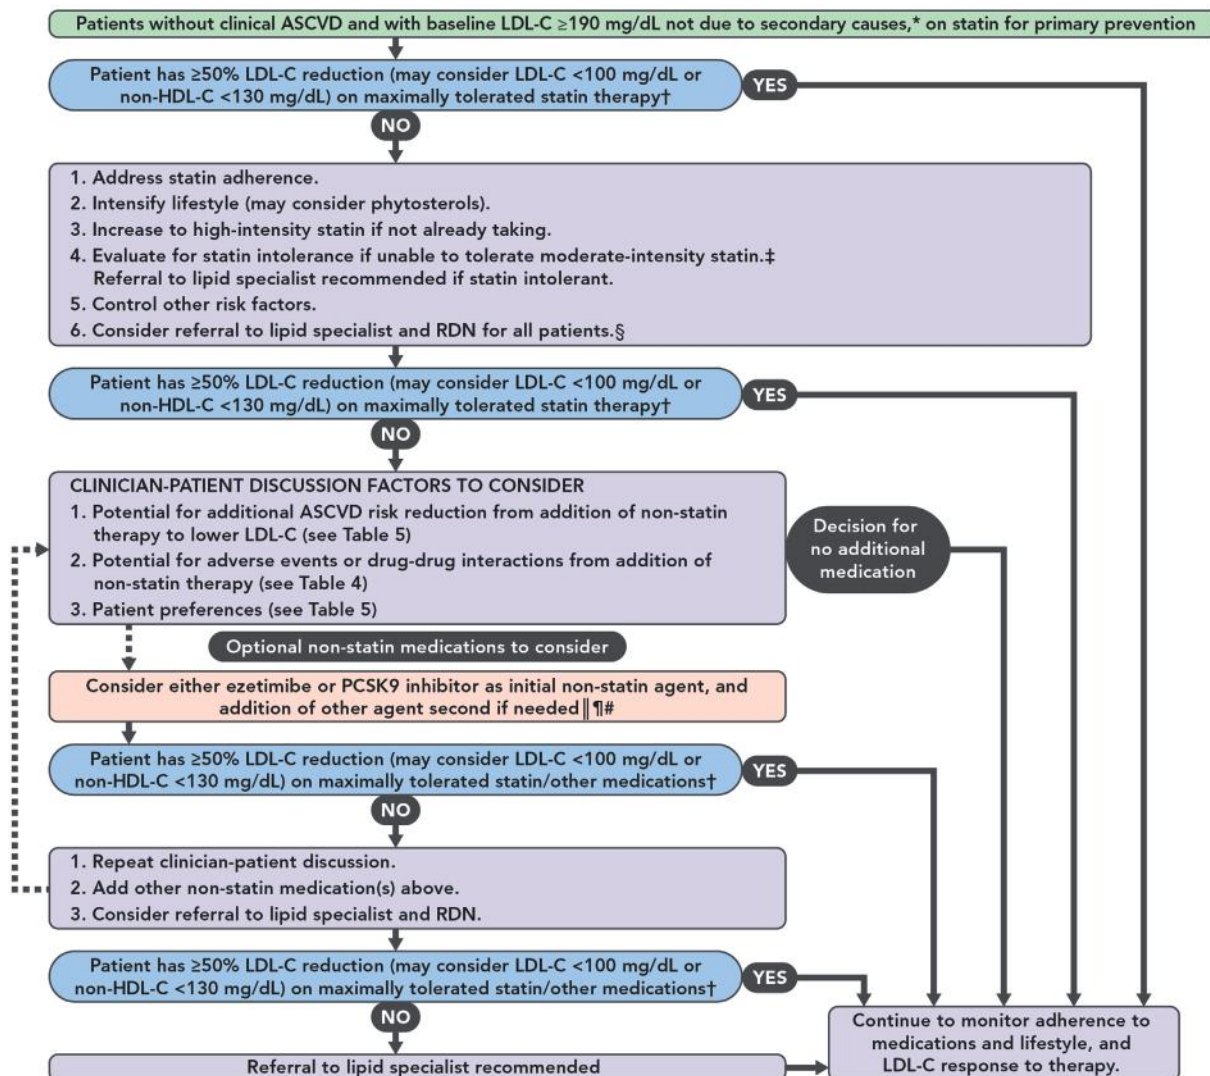 Patients without clinical ASCVD and with baseline LDL-C ≥190 mg/dL not due to secondary causes,* on statin for primary prevention
Patient has ≥50% LDL-C reduction (may consider LDL-C <100 mg/dL or
non-HDL-C <130 mg/dL) on maximally tolerated statin therapy†
YES
NO
1. Address statin adherence.
2. Intensify lifestyle (may consider phytosterols).
3. Increase to high-intensity statin if not already taking.
4. Evaluate for statin intolerance if unable to tolerate moderate-intensity statin.‡
Referral to lipid specialist recommended if statin intolerant.
5. Control other risk factors.
6. Consider referral to lipid specialist and RDN for all patients.§
Patient has ≥50% LDL-C reduction (may consider LDL-C <100 mg/dL or
non-HDL-C <130 mg/dL) on maximally tolerated statin therapy†
YES
NO
CLINICIAN-PATIENT DISCUSSION FACTORS TO CONSIDER
1. Potential for additional ASCVD risk reduction from addition of non-statin
therapy to lower LDL-C (see Table 5)
2. Potential for adverse events or drug-drug interactions from addition of
non-statin therapy (see Table 4)
3. Patient preferences (see Table 5)
Decision for
no additional
medication
Optional non-statin medications to consider
Consider either ezetimibe or PCSK9 inhibitor as initial non-statin agent, and
addition of other agent second if needed‖¶#
Patient has ≥50% LDL-C reduction (may consider LDL-C <100 mg/dL or
non-HDL-C <130 mg/dL) on maximally tolerated statin/other medications†
YES
NO
1. Repeat clinician-patient discussion.
2. Add other non-statin medication(s) above.
3. Consider referral to lipid specialist and RDN.
Patient has ≥50% LDL-C reduction (may consider LDL-C <100 mg/dL or
non-HDL-C <130 mg/dL) on maximally tolerated statin/other medications†
YES
NO
Referral to lipid specialist recommended
Continue to monitor adherence to
medications and lifestyle, and
LDL-C response to therapy.